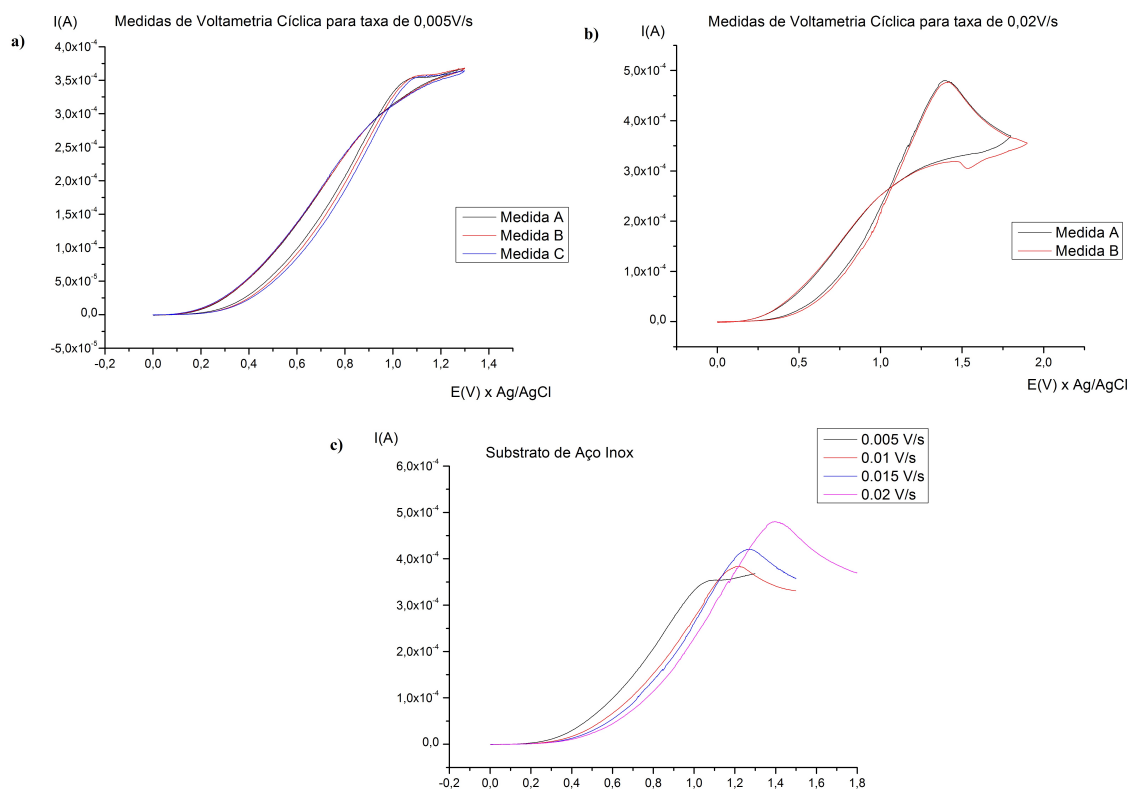 a)
I(A)
Medidas de Voltametria Cíclica para taxa de 0,005V/s
4,0x10⁻⁴
3,5x10⁻⁴
3,0x10⁻⁴
2,5x10⁻⁴
2,0x10⁻⁴
1,5x10⁻⁴
1,0x10⁻⁴
5,0x10⁻⁵
0,0
-5,0x10⁻⁵
-0,2 0,0 0,2 0,4 0,6 0,8 1,0 1,2 1,4
E(V) x Ag/AgCl
Medida A
Medida B
Medida C
b)
I(A)
Medidas de Voltametria Cíclica para taxa de 0,02V/s
5,0x10⁻⁴
4,0x10⁻⁴
3,0x10⁻⁴
2,0x10⁻⁴
1,0x10⁻⁴
0,0
0,0 0,5 1,0 1,5 2,0
E(V) x Ag/AgCl
Medida A
Medida B
c)
I(A)
Substrato de Aço Inox
0.005 V/s
0.01 V/s
0.015 V/s
0.02 V/s
6,0x10⁻⁴
5,0x10⁻⁴
4,0x10⁻⁴
3,0x10⁻⁴
2,0x10⁻⁴
1,0x10⁻⁴
0,0
-0,2 0,0 0,2 0,4 0,6 0,8 1,0 1,2 1,4 1,6 1,8